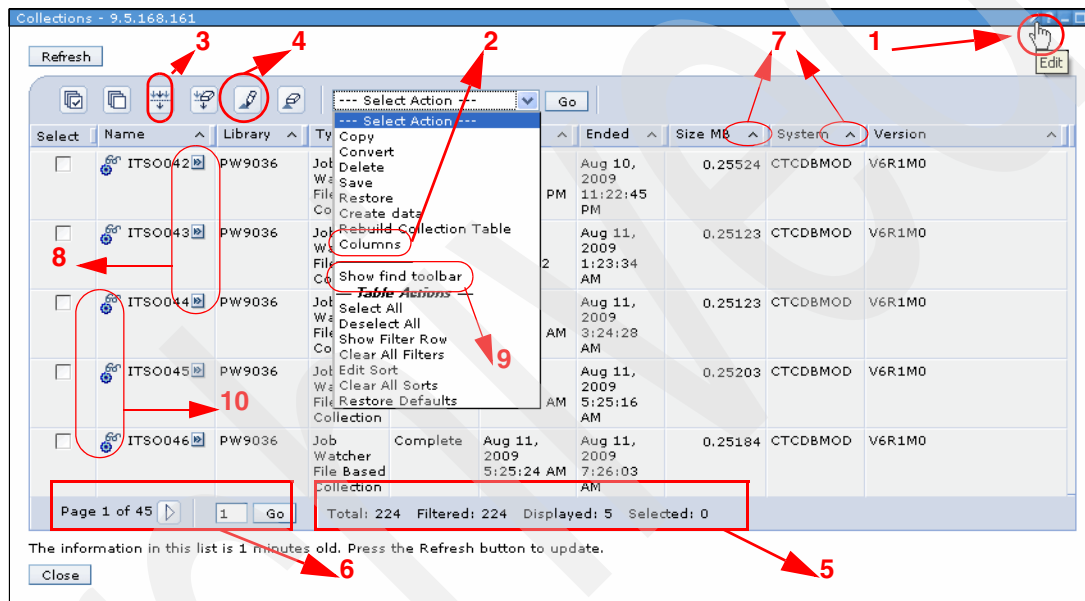 Collections - 9.5.168.161
3 4 2 7 1
Refresh
Edit
--- Select Action --- Go
Select Name Library Ty Ended Size MB System Version
--- Select Action ---
Copy
Convert
Delete
Save
Restore
Create data
Rebuild Collection Table
Columns
Show find toolbar
— Table Actions —
Select All
Deselect All
Show Filter Row
Clear All Filters
Edit Sort
Clear All Sorts
Restore Defaults
ITSO042 PW9036 Job PM Aug 10, 2009 11:22:45 PM 0.25524 CTCDBMOD V6R1M0
ITSO043 PW9036 Job 2 Aug 11, 2009 1:23:34 AM 0.25123 CTCDBMOD V6R1M0
8
ITSO044 PW9036 Job AM Aug 11, 2009 3:24:28 AM 0.25123 CTCDBMOD V6R1M0
9
ITSO045 PW9036 Collection AM Aug 11, 2009 5:25:16 AM 0.25203 CTCDBMOD V6R1M0
10
ITSO046 PW9036 Job Watcher File Based Collection Complete Aug 11, 2009 5:25:24 AM Aug 11, 2009 7:26:03 AM 0.25184 CTCDBMOD V6R1M0
Page 1 of 45 1 Go Total: 224 Filtered: 224 Displayed: 5 Selected: 0
The information in this list is 1 minutes old. Press the Refresh button to update.
6 5
Close